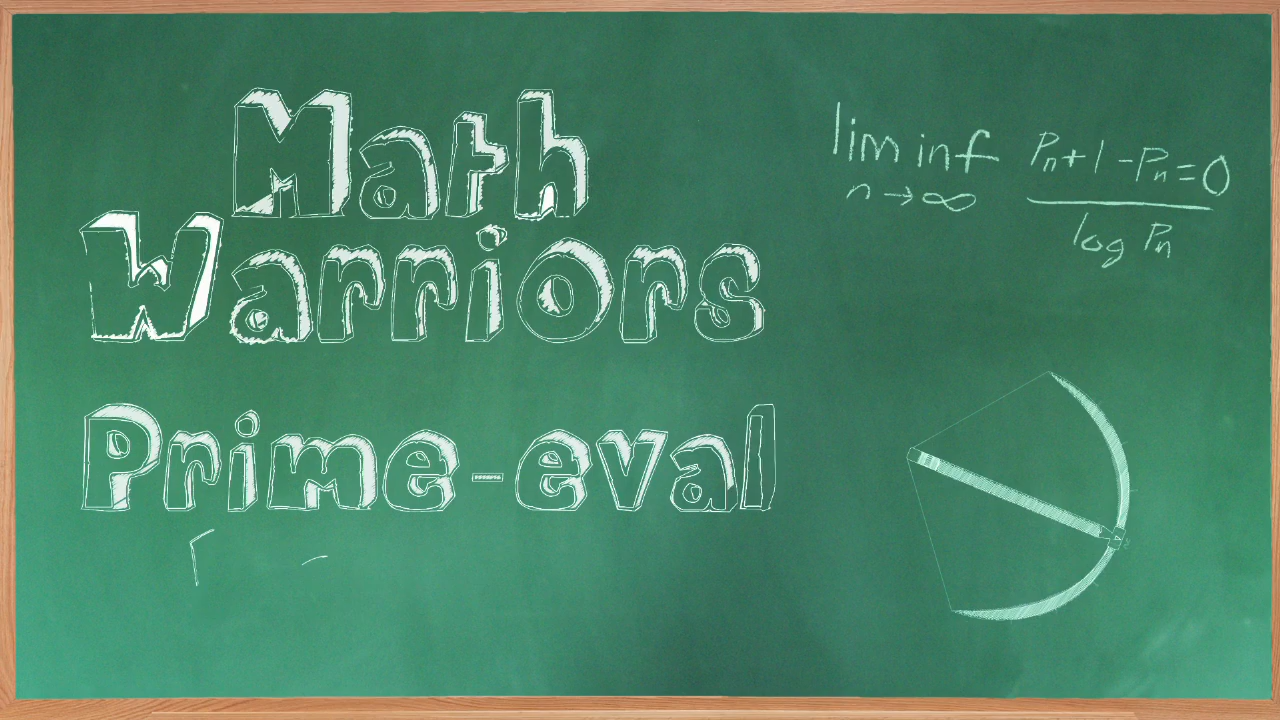 Math
Warriors
Prime-eval
lim inf Pn+1-Pn=0
n→∞ log Pn